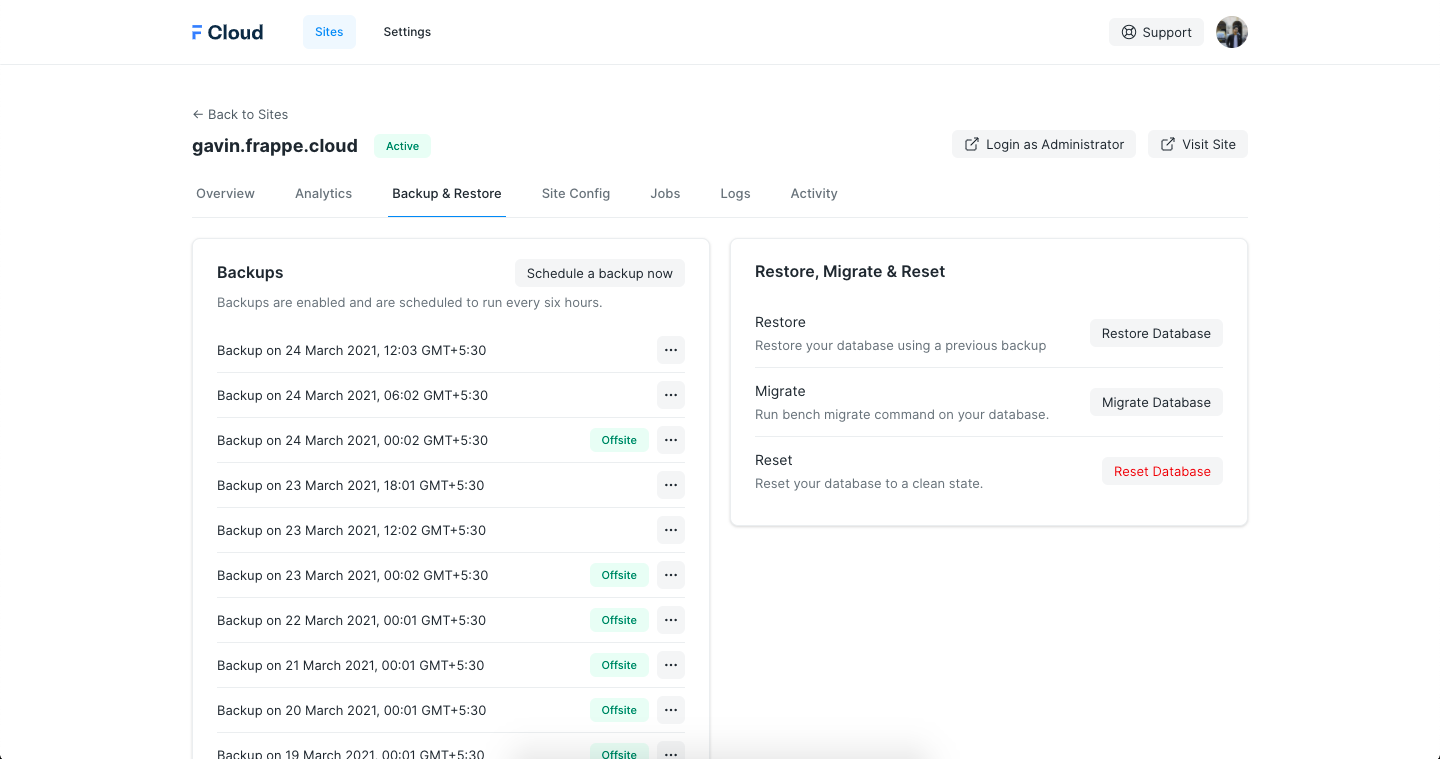 Cloud
Sites
Settings
Support
← Back to Sites
gavin.frappe.cloud
Active
Login as Administrator
Visit Site
Overview
Analytics
Backup & Restore
Site Config
Jobs
Logs
Activity
Backups
Schedule a backup now
Backups are enabled and are scheduled to run every six hours.
Backup on 24 March 2021, 12:03 GMT+5:30
Backup on 24 March 2021, 06:02 GMT+5:30
Backup on 24 March 2021, 00:02 GMT+5:30 Offsite
Backup on 23 March 2021, 18:01 GMT+5:30
Backup on 23 March 2021, 12:02 GMT+5:30
Backup on 23 March 2021, 00:02 GMT+5:30 Offsite
Backup on 22 March 2021, 00:01 GMT+5:30 Offsite
Backup on 21 March 2021, 00:01 GMT+5:30 Offsite
Backup on 20 March 2021, 00:01 GMT+5:30 Offsite
Backup on 19 March 2021, 00:01 GMT+5:30 Offsite
Restore, Migrate & Reset
Restore
Restore your database using a previous backup
Restore Database
Migrate
Run bench migrate command on your database.
Migrate Database
Reset
Reset your database to a clean state.
Reset Database